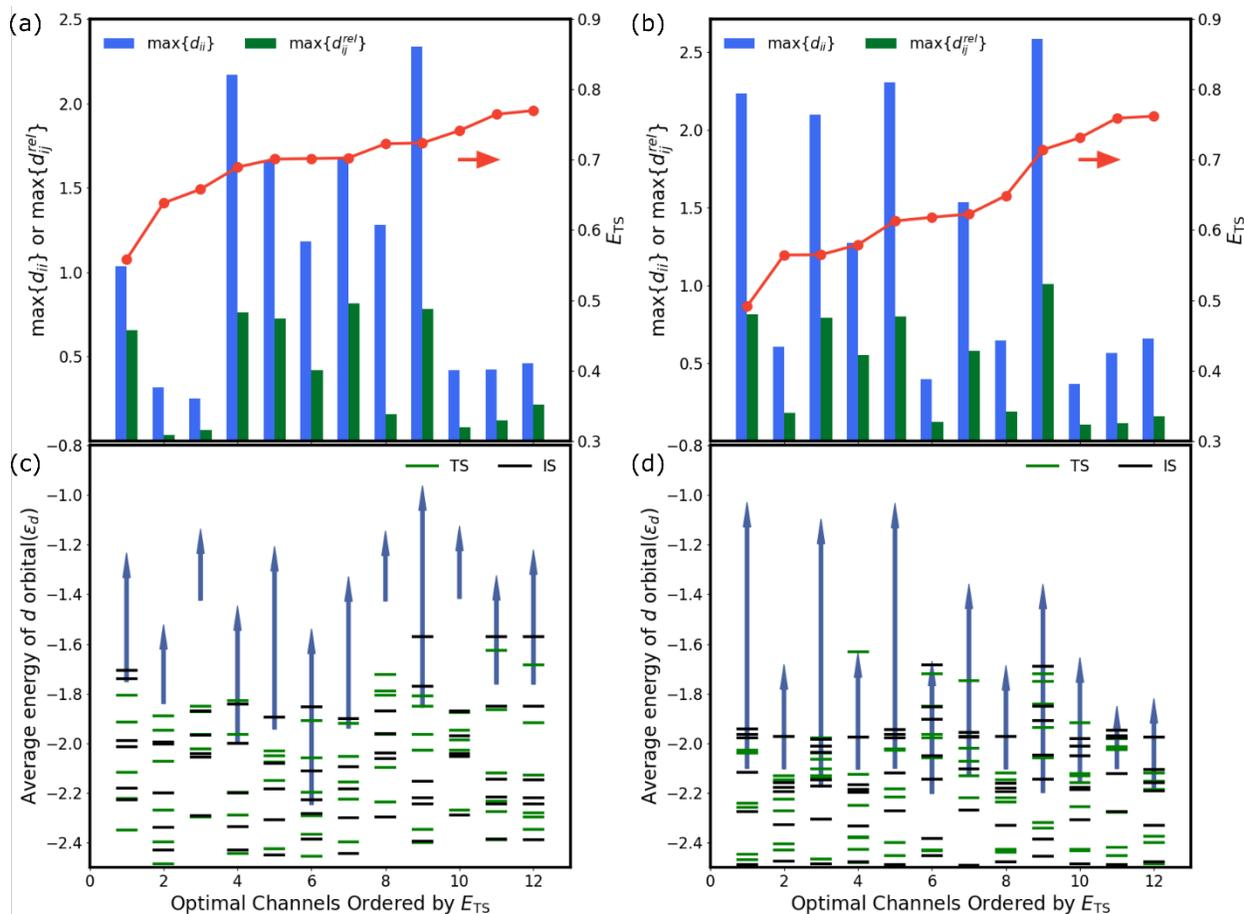 (a)
2.5
2.0
1.5
1.0
0.5
max{d_ii} or max{d_ij^rel}
max{d_ii}
max{d_ij^rel}
0.9
0.8
0.7
0.6
0.5
0.4
0.3
E_TS
(b)
2.5
2.0
1.5
1.0
0.5
max{d_ii} or max{d_ij^rel}
max{d_ii}
max{d_ij^rel}
0.9
0.8
0.7
0.6
0.5
0.4
0.3
E_TS
(c)
−0.8
−1.0
−1.2
−1.4
−1.6
−1.8
−2.0
−2.2
−2.4
Average energy of d orbital(ε_d)
TS
IS
0
2
4
6
8
10
12
Optimal Channels Ordered by E_TS
(d)
−0.8
−1.0
−1.2
−1.4
−1.6
−1.8
−2.0
−2.2
−2.4
Average energy of d orbital(ε_d)
TS
IS
0
2
4
6
8
10
12
Optimal Channels Ordered by E_TS